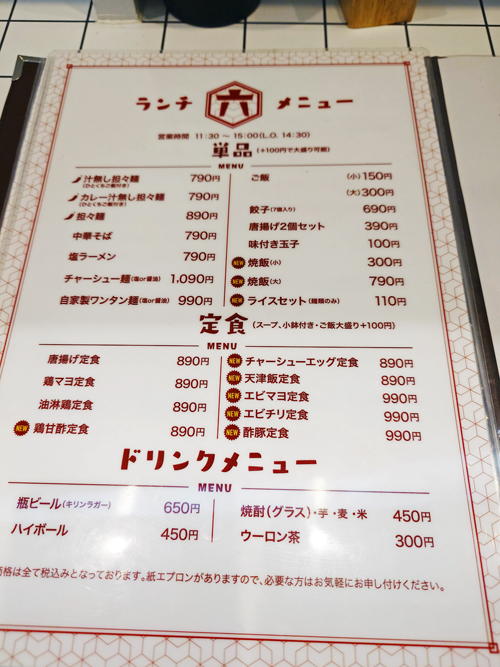 ランチ 六 メニュー
営業時間 11:30 〜 15:00(L.O. 14:30)
単品 (+100円で大盛り可能)
MENU
汁無し担々麺 790円
(ひとくちご飯付き)
カレー汁無し担々麺 790円
(ひとくちご飯付き)
担々麺 890円
中華そば 790円
塩ラーメン 790円
チャーシュー麺(塩or醤油) 1,090円
自家製ワンタン麺(塩or醤油) 990円
ご飯 (小)150円
(大)300円
餃子(7個入り) 690円
唐揚げ2個セット 390円
味付き玉子 100円
NEW 焼飯(小) 300円
NEW 焼飯(大) 790円
NEW ライスセット(麺類のみ) 110円
定食 (スープ、小鉢付き・ご飯大盛り+100円)
MENU
唐揚げ定食 890円
鶏マヨ定食 890円
油淋鶏定食 890円
NEW 鶏甘酢定食 890円
NEW チャーシューエッグ定食 890円
NEW 天津飯定食 890円
NEW エビマヨ定食 990円
NEW エビチリ定食 990円
NEW 酢豚定食 990円
ドリンクメニュー
MENU
瓶ビール(キリンラガー) 650円
ハイボール 450円
焼酎(グラス)・芋・麦・米 450円
ウーロン茶 300円
価格は全て税込みとなっております。紙エプロンがありますので、必要な方はお気軽にお申し付けください。